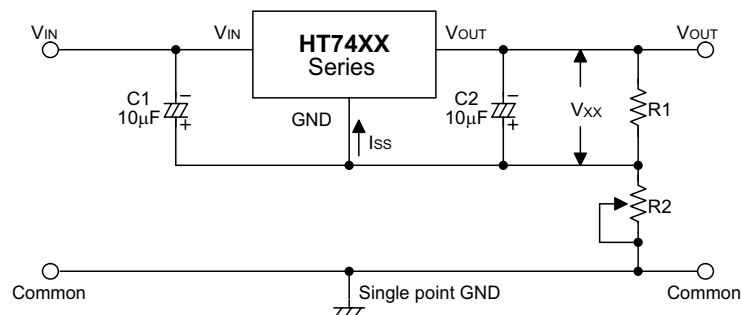 VIN
VIN
HT74XX
Series
VOUT
VOUT
C1
10μF
GND
ISS
C2
10μF
VXX
R1
R2
Common
Single point GND
Common